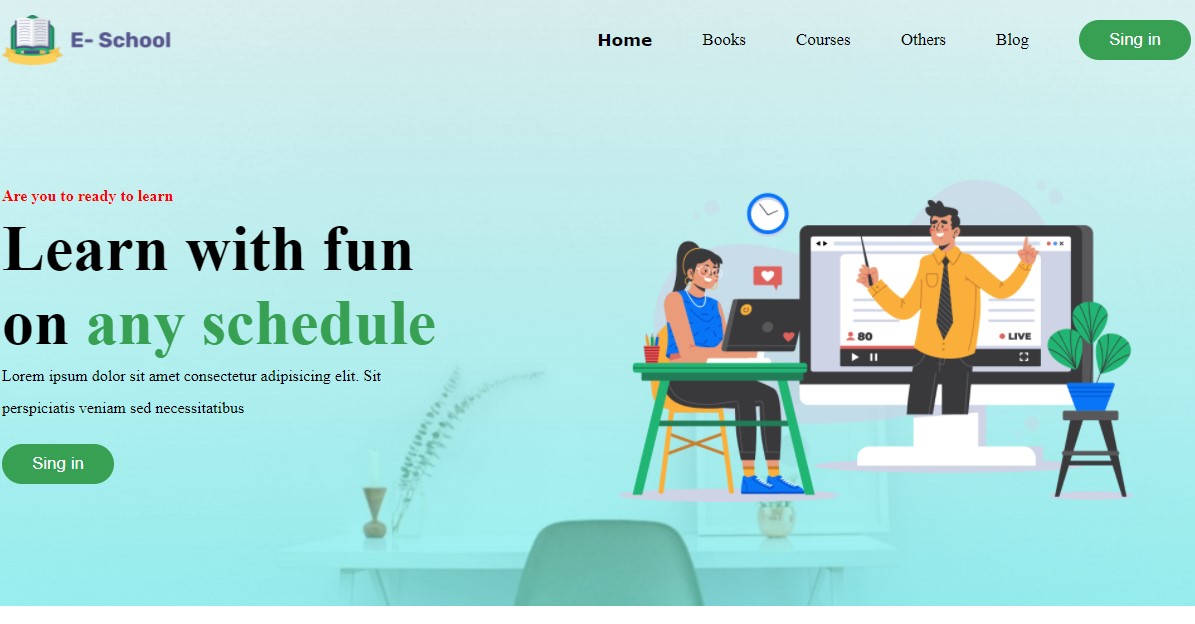 E- School
Home Books Courses Others Blog Sing in
Are you to ready to learn
Learn with fun
on any schedule
Lorem ipsum dolor sit amet consectetur adipisicing elit. Sit
perspiciatis veniam sed necessitatibus
Sing in
80
LIVE